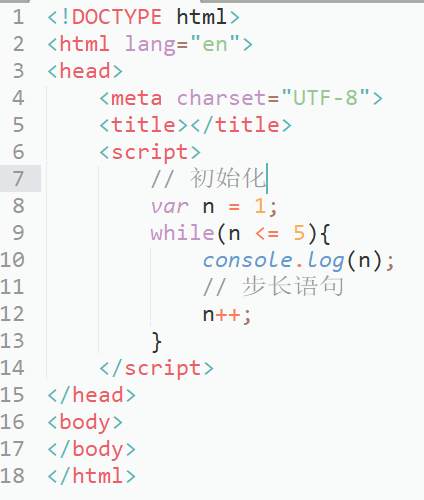 1 <!DOCTYPE html>
2 <html lang="en">
3 <head>
4     <meta charset="UTF-8">
5     <title></title>
6     <script>
7         // 初始化
8         var n = 1;
9         while(n <= 5){
10             console.log(n);
11             // 步长语句
12             n++;
13         }
14     </script>
15 </head>
16 <body>
17 </body>
18 </html>